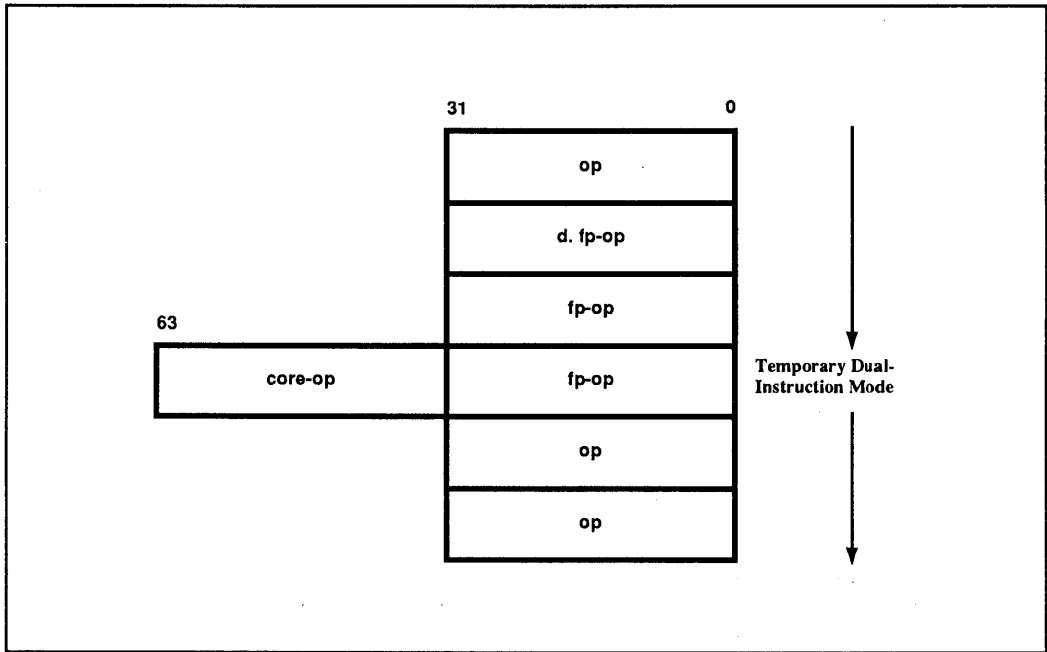 31 0
op
d. fp-op
fp-op
63
core-op fp-op
Temporary Dual-
Instruction Mode
op
op